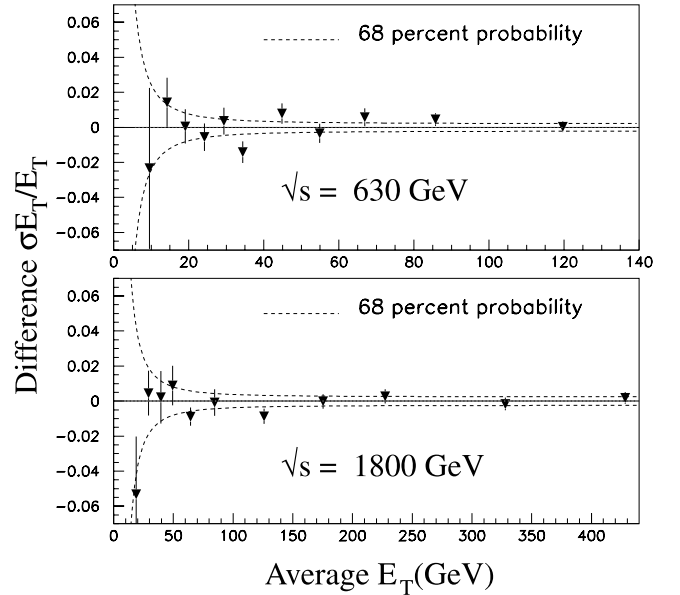 Difference σE_T/E_T
0.06
0.04
0.02
0
−0.02
−0.04
−0.06
68 percent probability
√s = 630 GeV
0 20 40 60 80 100 120 140
0.06
0.04
0.02
0
−0.02
−0.04
−0.06
68 percent probability
√s = 1800 GeV
0 50 100 150 200 250 300 350 400
Average E_T(GeV)